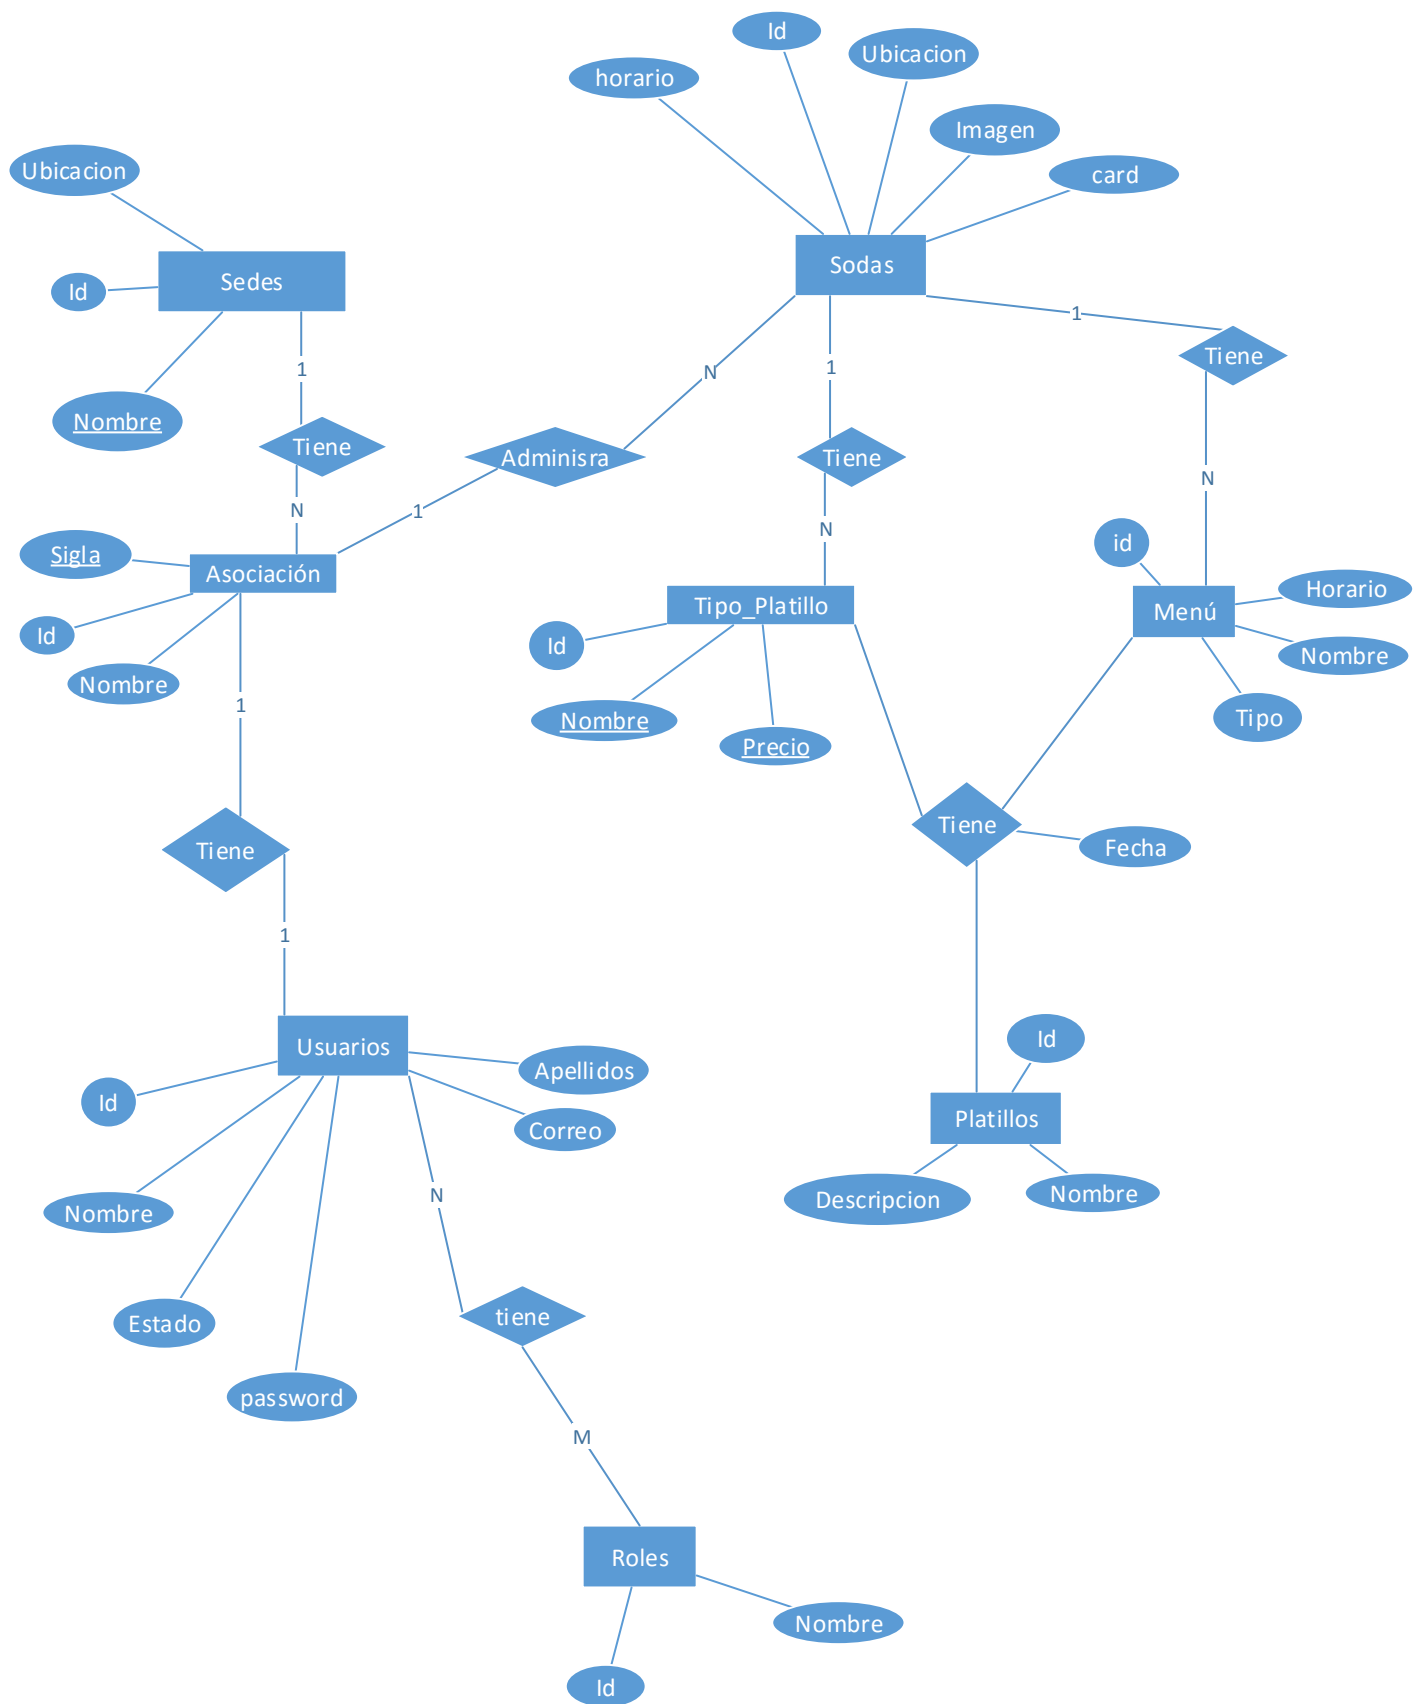 Id
Ubicacion
horario
Imagen
card
Ubicacion
Sodas
Sedes
Id
1
Tiene
1
1
N
Nombre
Tiene
Adminisra
Tiene
N
N
1
N
id
Sigla
Asociación
Horario
Tipo_Platillo
Menú
Id
Id
Nombre
Nombre
1
Nombre
Tipo
Precio
Tiene
Fecha
Tiene
1
Id
Usuarios
Apellidos
Id
Platillos
Correo
N
Nombre
Descripcion
Nombre
Estado
tiene
password
M
Roles
Nombre
Id